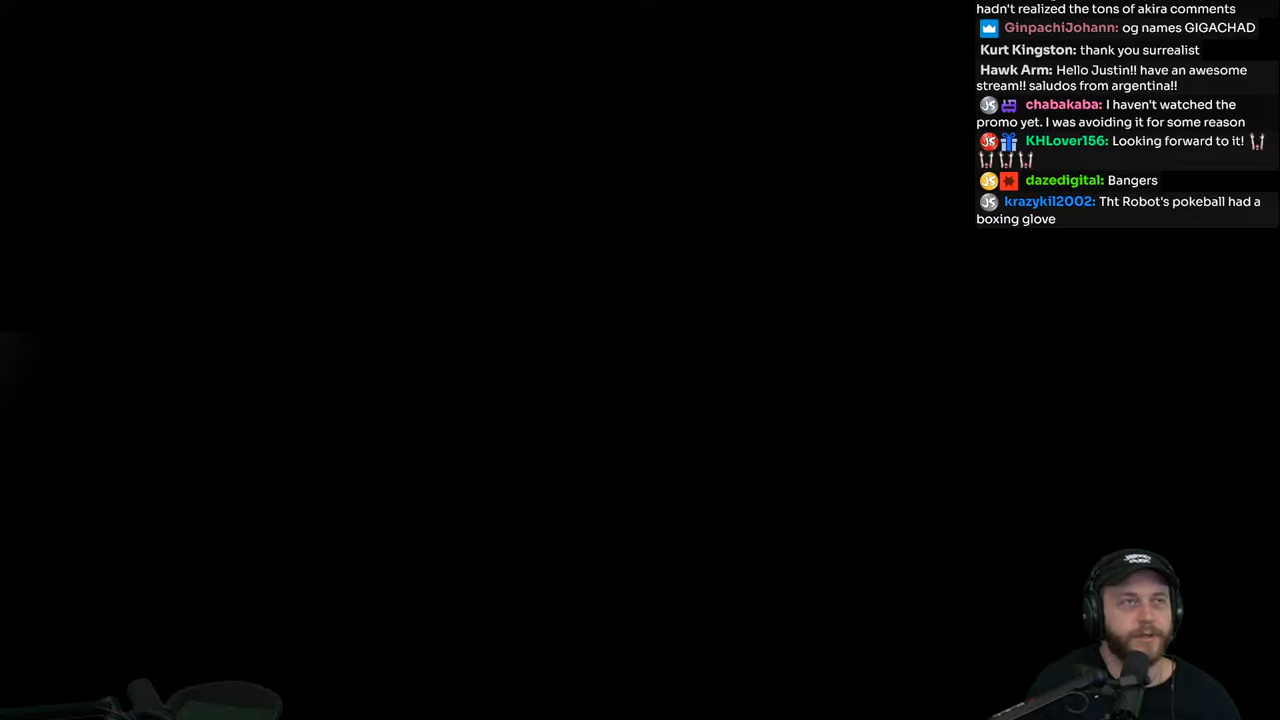 hadn't realized the tons of akira comments
GinpachiJohann: og names GIGACHAD
Kurt Kingston: thank you surrealist
Hawk Arm: Hello Justin!! have an awesome
stream!! saludos from argentina!!
chabakaba: I haven't watched the
promo yet. I was avoiding it for some reason
KHLover156: Looking forward to it!
dazedigital: Bangers
krazykil2002: Tht Robot's pokeball had a
boxing glove